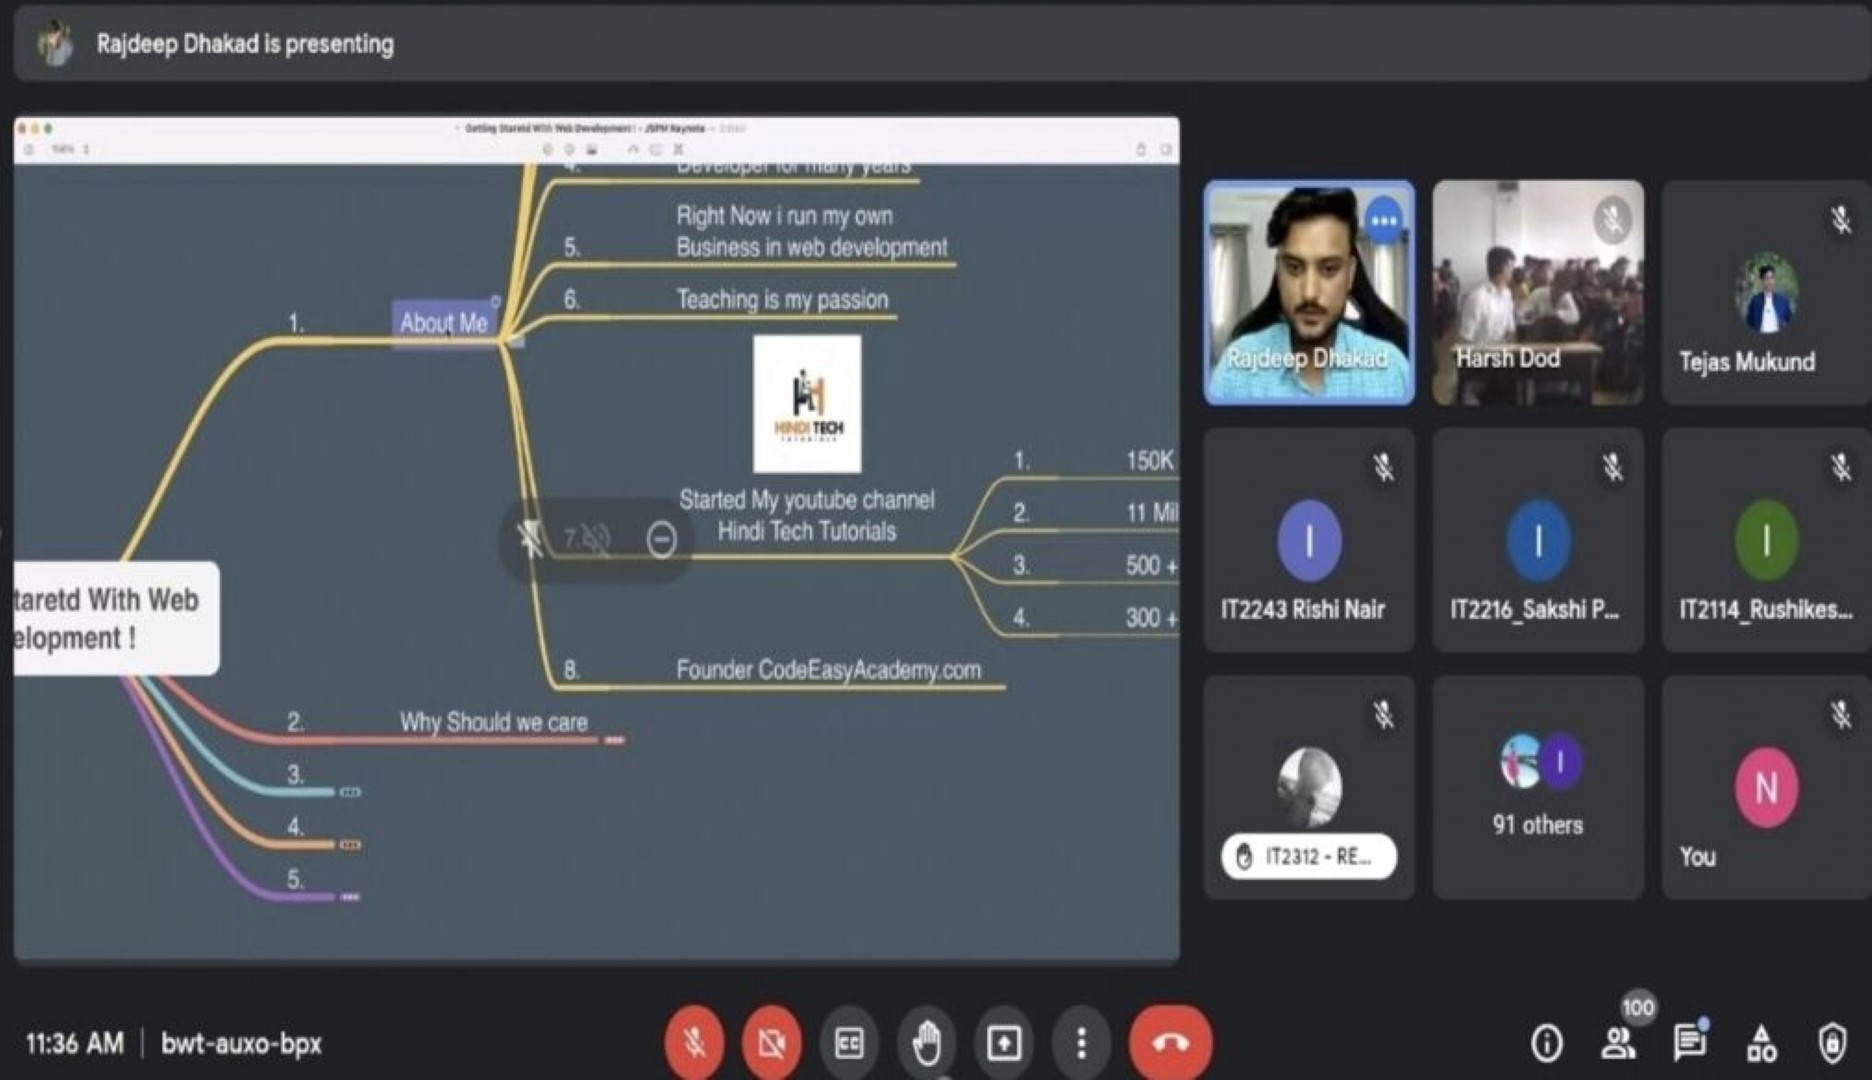 Rajdeep Dhakad is presenting
Getting Staretd With Web Development ! - JSPM Keynote — Edited
4. Developer for many years
5. Right Now i run my own
Business in web development
6. Teaching is my passion
1. About Me
HINDI TECH
TUTORIALS
7. Started My youtube channel
Hindi Tech Tutorials
1. 150K
2. 11 Mil
3. 500 +
4. 300 +
8. Founder CodeEasyAcademy.com
taretd With Web
elopment !
2. Why Should we care
3.
4.
5.
Rajdeep Dhakad
Harsh Dod
Tejas Mukund
I
IT2243 Rishi Nair
I
IT2216_Sakshi P...
I
IT2114_Rushikes...
IT2312 - RE...
I
91 others
N
You
11:36 AM | bwt-auxo-bpx
CC
100